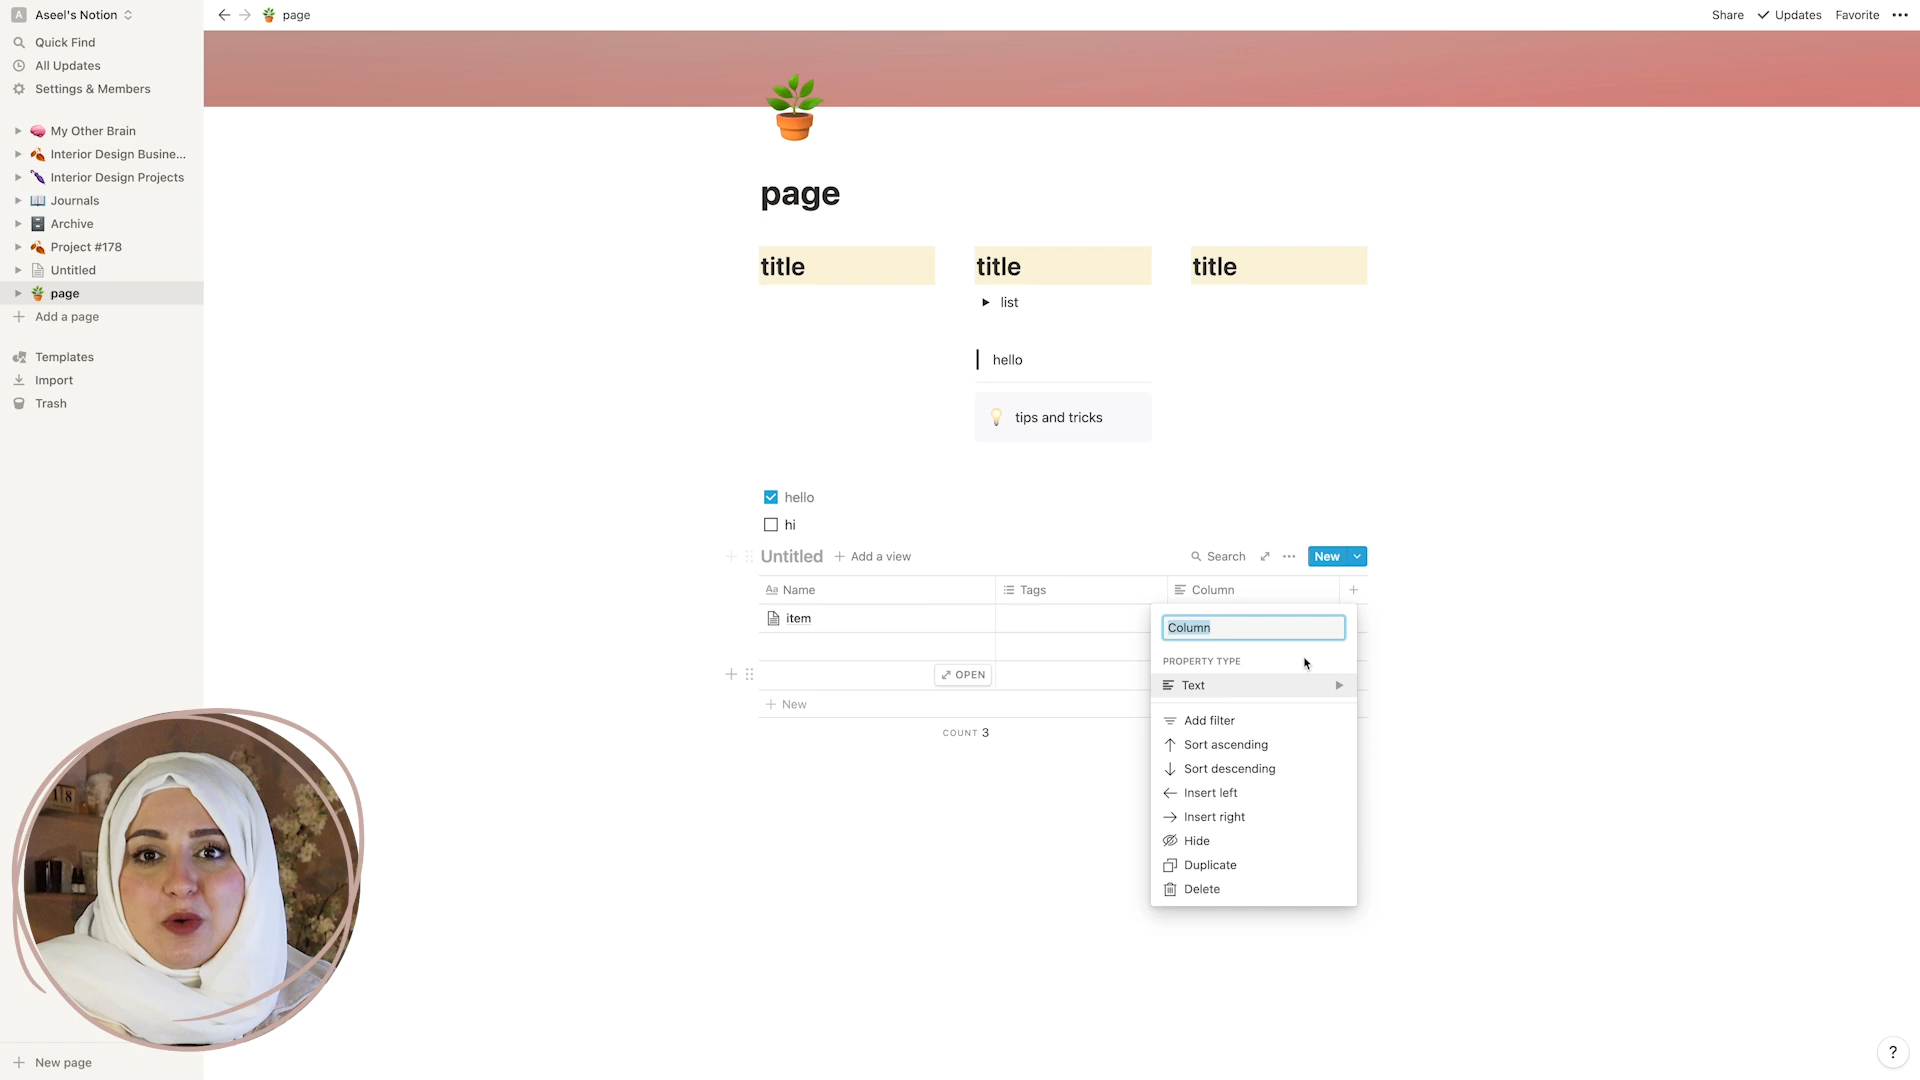 A Aseel's Notion
page
Share Updates Favorite
Quick Find
All Updates
Settings & Members
My Other Brain
Interior Design Busine...
Interior Design Projects
Journals
Archive
Project #178
Untitled
page
Add a page
Templates
Import
Trash
page
title title title
list
hello
tips and tricks
hello
hi
Untitled Add a view Search New
Aa Name Tags Column
item
Column
PROPERTY TYPE
OPEN
Text
New
COUNT 3
Add filter
Sort ascending
Sort descending
Insert left
Insert right
Hide
Duplicate
Delete
New page
?